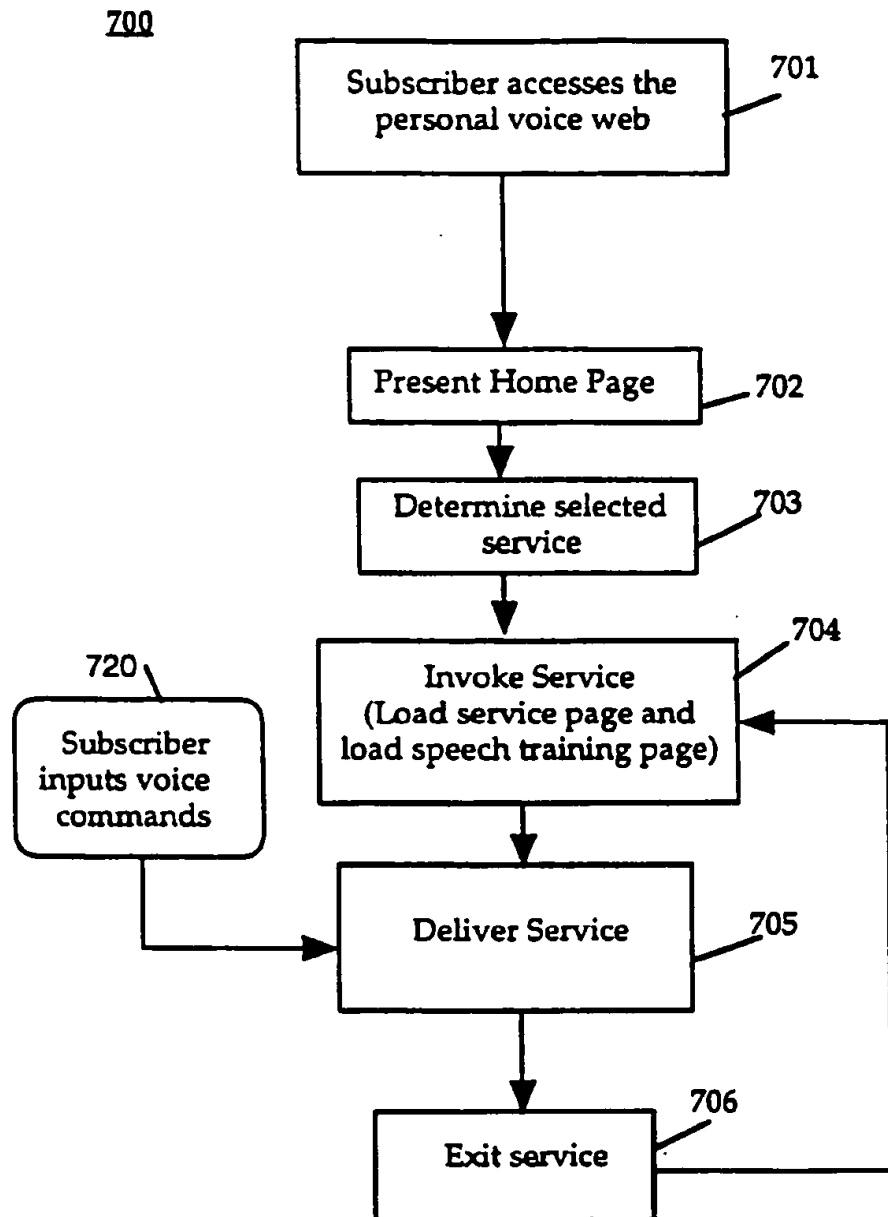 700
Subscriber accesses the
personal voice web
701
Present Home Page
702
Determine selected
service
703
Invoke Service
(Load service page and
load speech training page)
704
720
Subscriber
inputs voice
commands
Deliver Service
705
Exit service
706